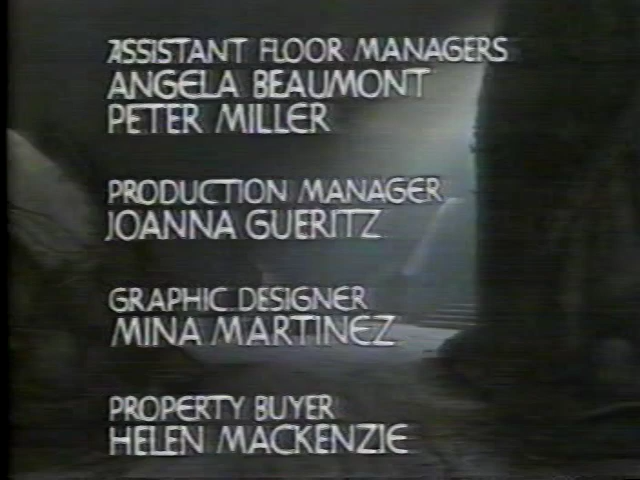 ASSISTANT FLOOR MANAGERS
ANGELA BEAUMONT
PETER MILLER
PRODUCTION MANAGER
JOANNA GUERITZ
GRAPHIC DESIGNER
MINA MARTINEZ
PROPERTY BUYER
HELEN MACKENZIE